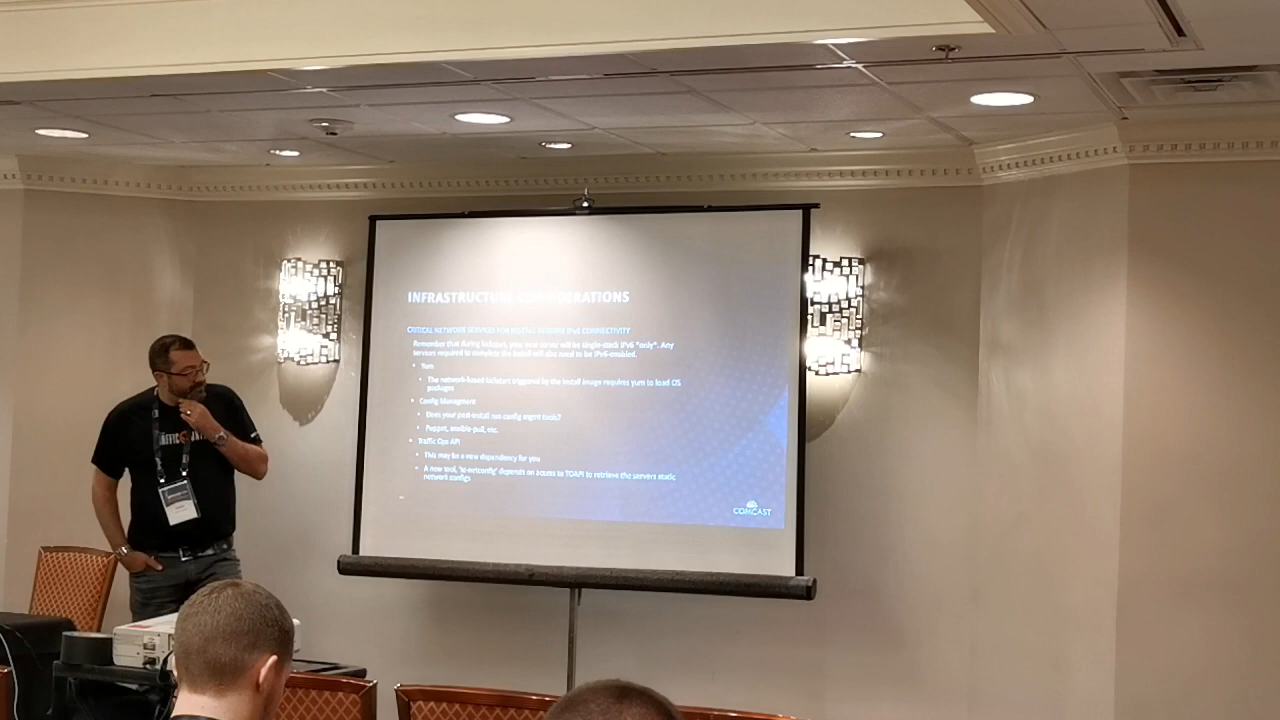 INFRASTRUCTURE CONSIDERATIONS
CRITICAL NETWORK SERVICES FOR INSTALL REQUIRE IPv6 CONNECTIVITY
Remember that during kickstart, your new server will be single-stack IPv6 *only*. Any
services required to complete the install will also need to be IPv6-enabled.
• Yum
• The network-based kickstart triggered by the install image requires yum to load OS
packages
• Config Managment
• Does your post-install run config mgmt tools?
• Puppet, ansible-pull, etc.
• Traffic Ops API
• This may be a new dependency for you
• A new tool, 'to-netconfig' depends on access to TOAPI to retrieve the servers static
network configs
COMCAST
TRAFFIC